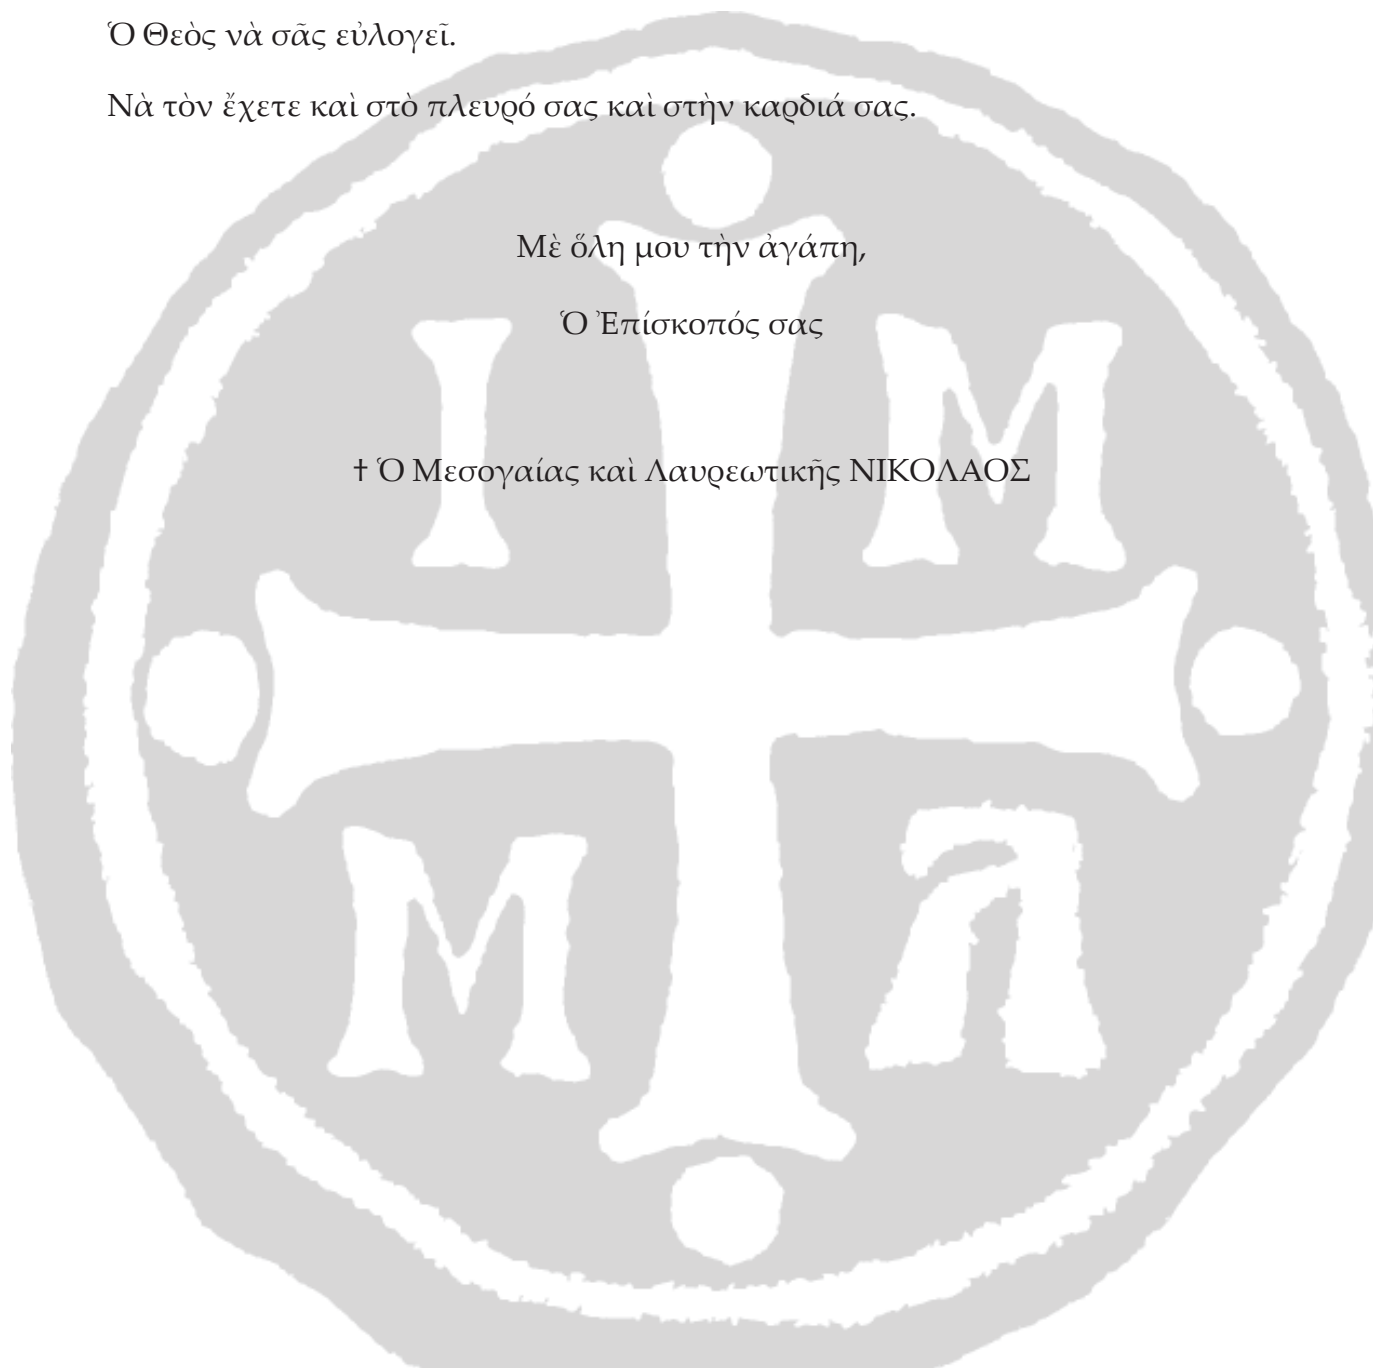 Ὁ Θεὸς νὰ σᾶς εὐλογεῖ.
Νὰ τὸν ἔχετε καὶ στὸ πλευρό σας καὶ στὴν καρδιά σας.
Μὲ ὅλη μου τὴν ἀγάπη,
Ὁ Ἐπίσκοπός σας
† Ὁ Μεσογαίας καὶ Λαυρεωτικῆς ΝΙΚΟΛΑΟΣ
Ι Μ
Μ Λ